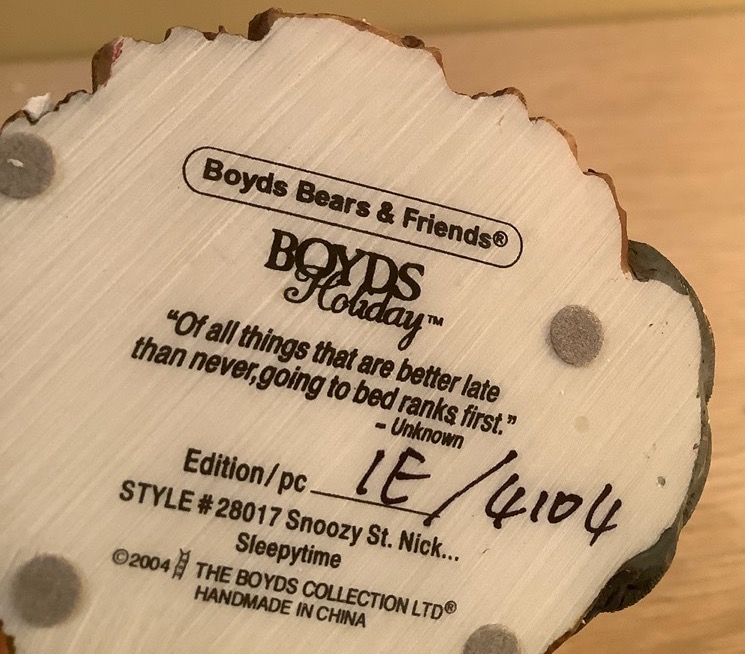 Boyds Bears & Friends®
BOYDS
Holiday™
“Of all things that are better late
than never,going to bed ranks first.”
- Unknown
Edition/pc 1E/4104
STYLE #28017 Snoozy St. Nick...
Sleepytime
©2004 THE BOYDS COLLECTION LTD®
HANDMADE IN CHINA